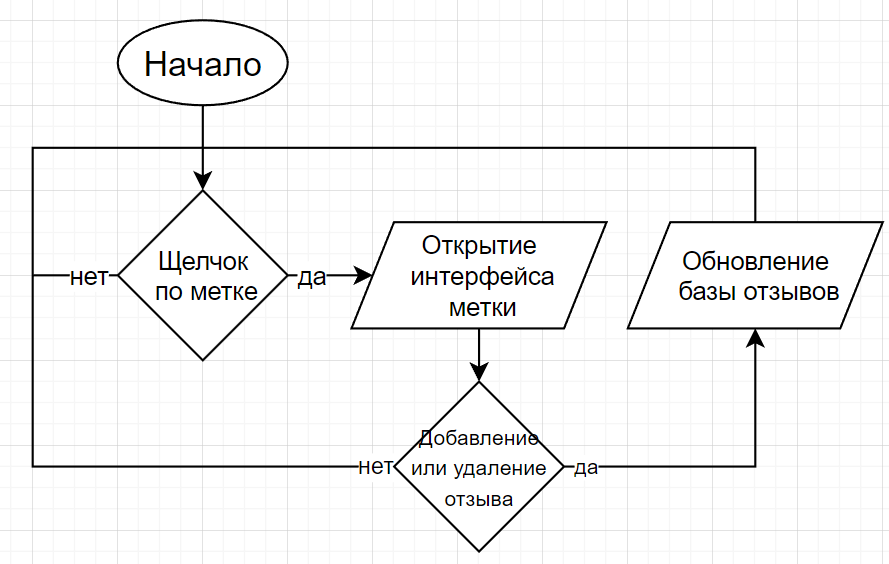 Начало
нет
Щелчок
по метке
да
Открытие
интерфейса
метки
Обновление
базы отзывов
нет
Добавление
или удаление
отзыва
да